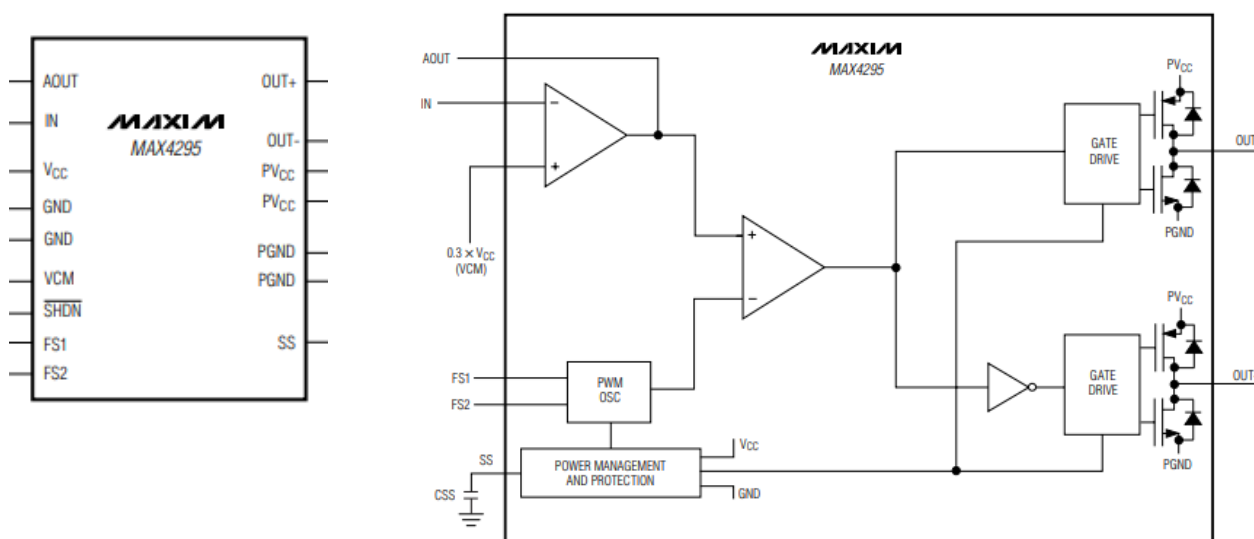 MAXIM
MAX4295
AOUT
IN
VCC
GND
GND
VCM
SHDN
FS1
FS2
OUT+
OUT-
PVCC
PVCC
PGND
PGND
SS
MAXIM
MAX4295
AOUT
IN
0.3 × VCC
(VCM)
FS1
FS2
PWM
OSC
SS
CSS
POWER MANAGEMENT
AND PROTECTION
VCC
GND
GATE
DRIVE
PVCC
OUT
PGND
GATE
DRIVE
PVCC
OUT
PGND